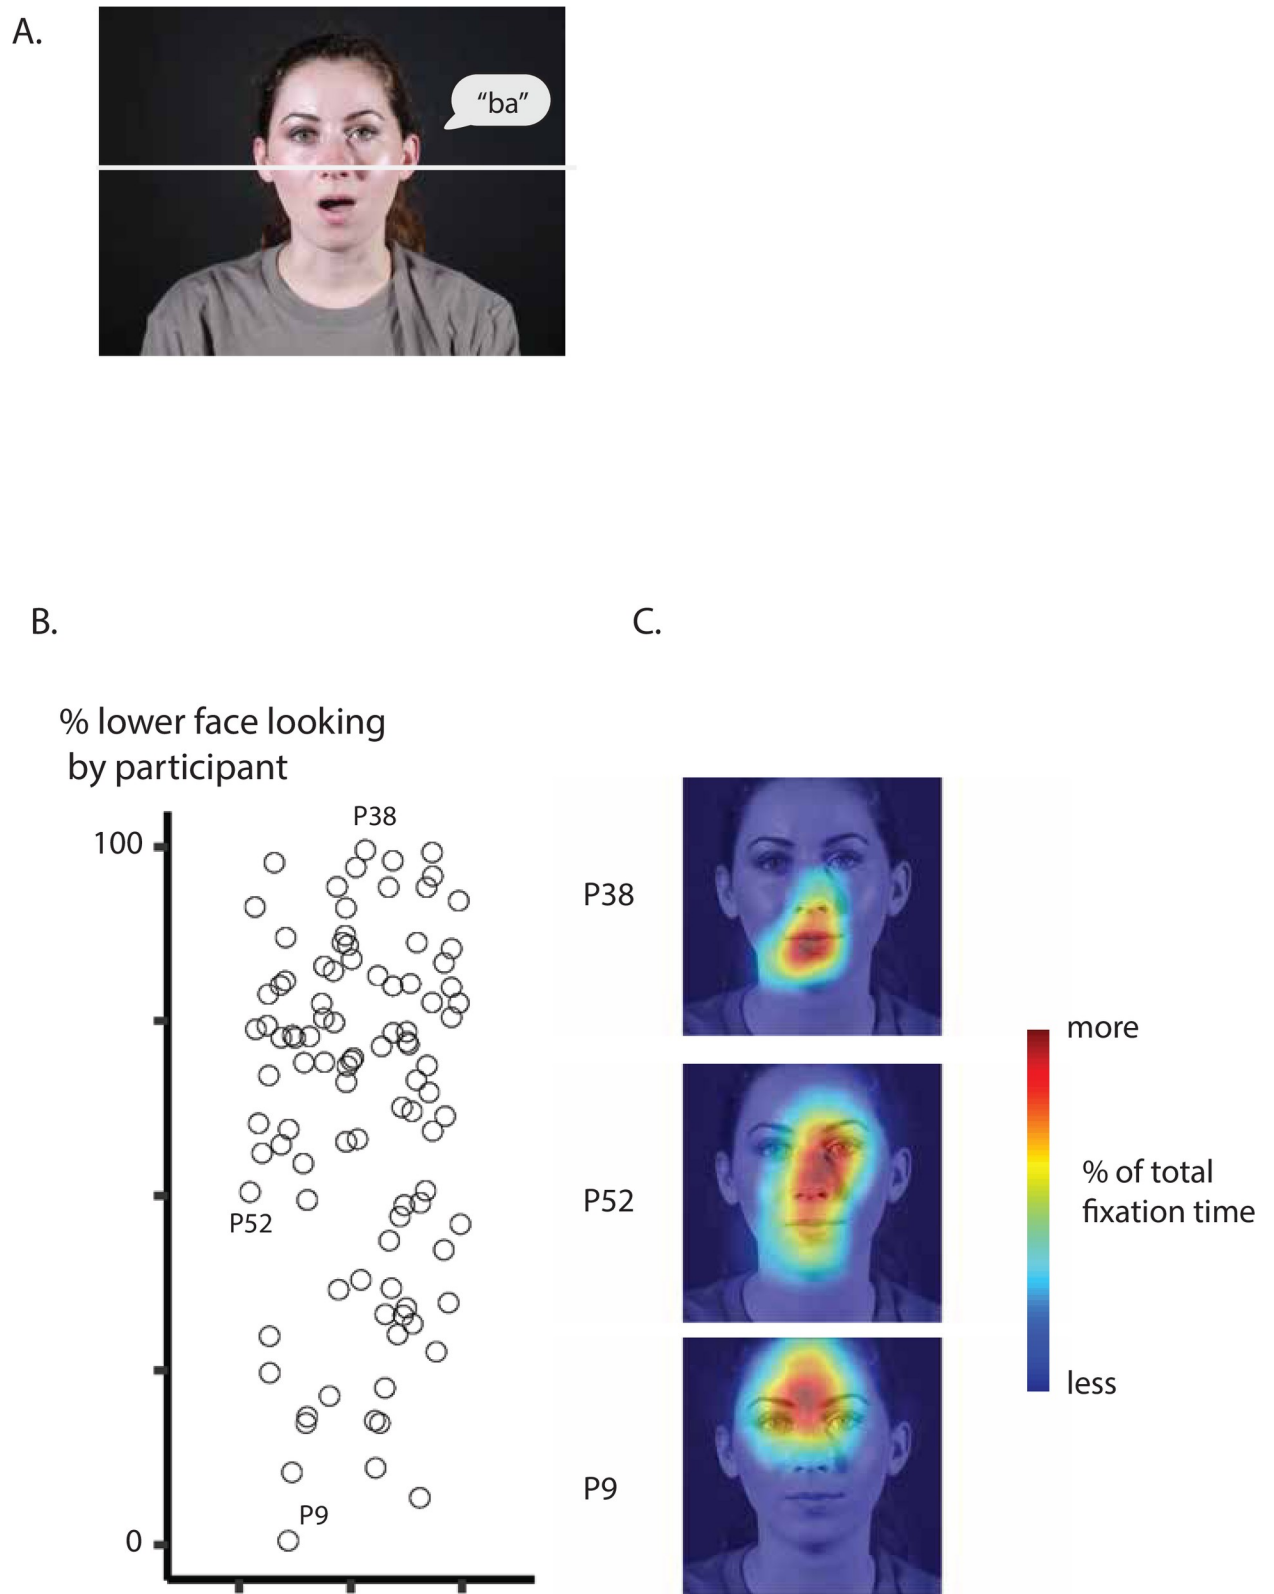 A.
“ba”
B.
C.
% lower face looking
by participant
P38
100
P52
P9
0
P38
P52
P9
more
% of total
fixation time
less